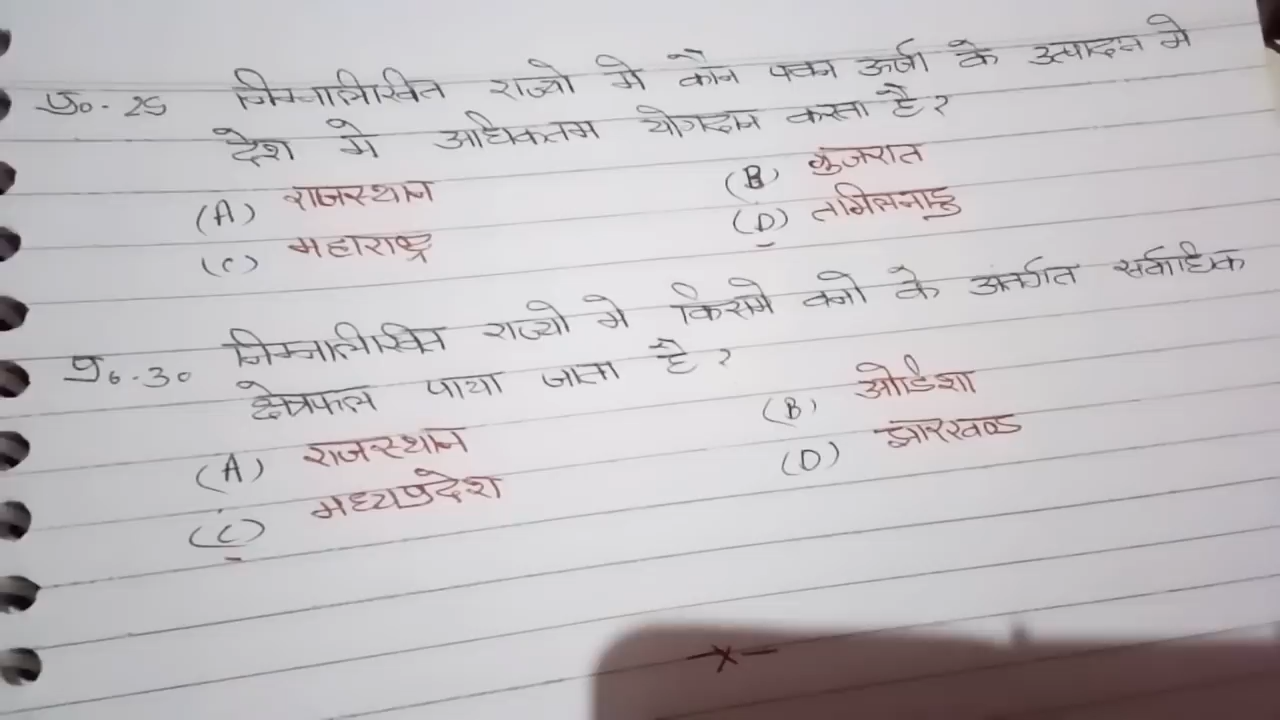 प्र०-29 निम्नलिखित राज्यो मे कौन पवन ऊर्जा के उत्पादन मे
देश मे अधिकतम योगदान करता है?
(A) राजस्थान (B) गुजरात
(C) महाराष्ट्र (D) तमिलनाडु
प्र०-30 निम्नलिखित राज्यो मे किसमे वनो के अन्तर्गत सर्वाधिक
क्षेत्रफल पाया जाता है?
(A) राजस्थान (B) ओडिशा
(C) मध्यप्रदेश (D) झारखण्ड
-x-